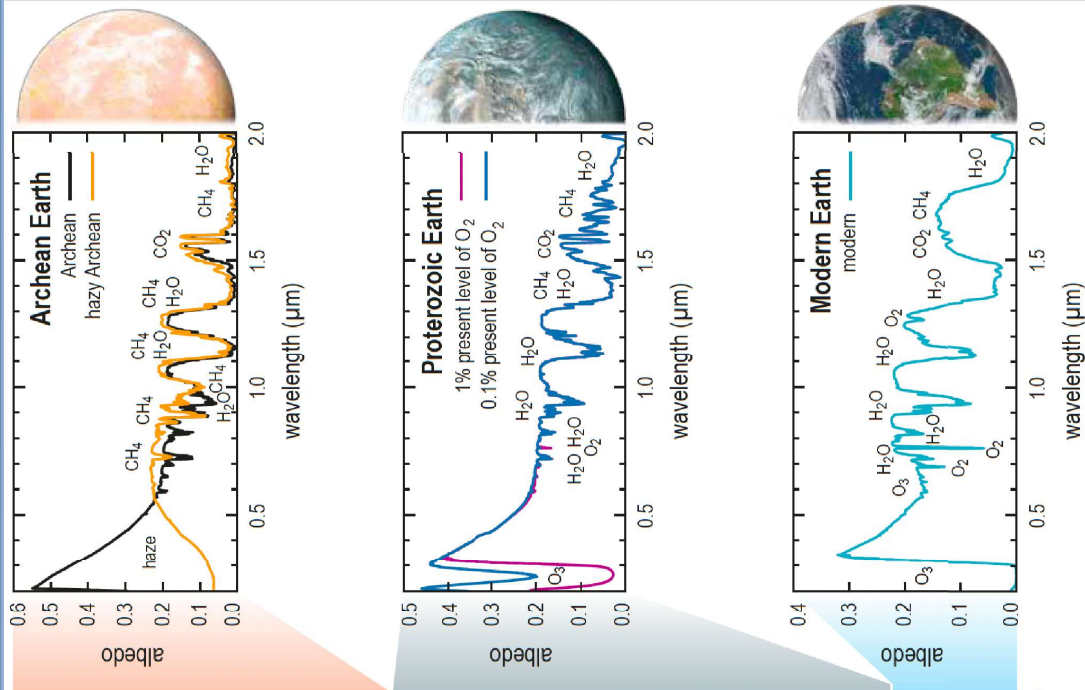 Archean Earth
Archean
hazy Archean
albedo
0.6
0.5
0.4
0.3
0.2
0.1
0.0
haze
CH4
CH4
H2O
CH4
CH4
H2O
CH4
H2O
CO2
CH4
H2O
0.5
1.0
1.5
2.0
wavelength (μm)
Proterozoic Earth
1% present level of O2
0.1% present level of O2
albedo
0.5
0.4
0.3
0.2
0.1
0.0
O3
H2O
O2
H2O
H2O
H2O
CH4
H2O
CO2
CH4
H2O
0.5
1.0
1.5
2.0
wavelength (μm)
Modern Earth
modern
albedo
0.4
0.3
0.2
0.1
0.0
O3
O3
O2
H2O
O2
H2O
H2O
H2O
O2
H2O
CO2
CH4
H2O
0.5
1.0
1.5
2.0
wavelength (μm)